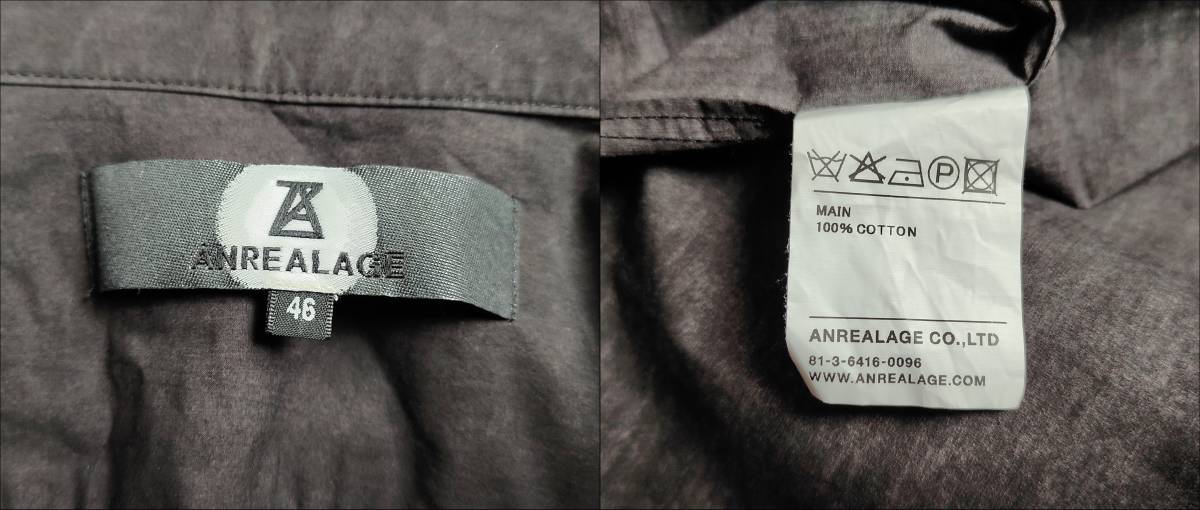 ANREALAGE
46
P
MAIN
100% COTTON
ANREALAGE CO.,LTD
81-3-6416-0096
WWW.ANREALAGE.COM